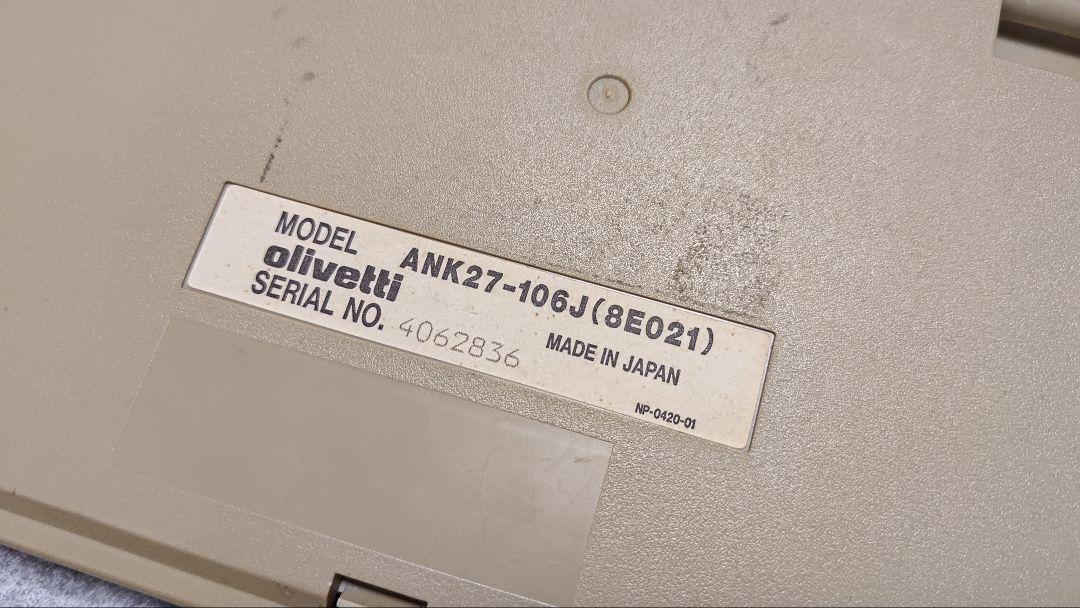 MODEL ANK27-106J(8E021)
olivetti
SERIAL NO. 4062836 MADE IN JAPAN
NP-0420-01